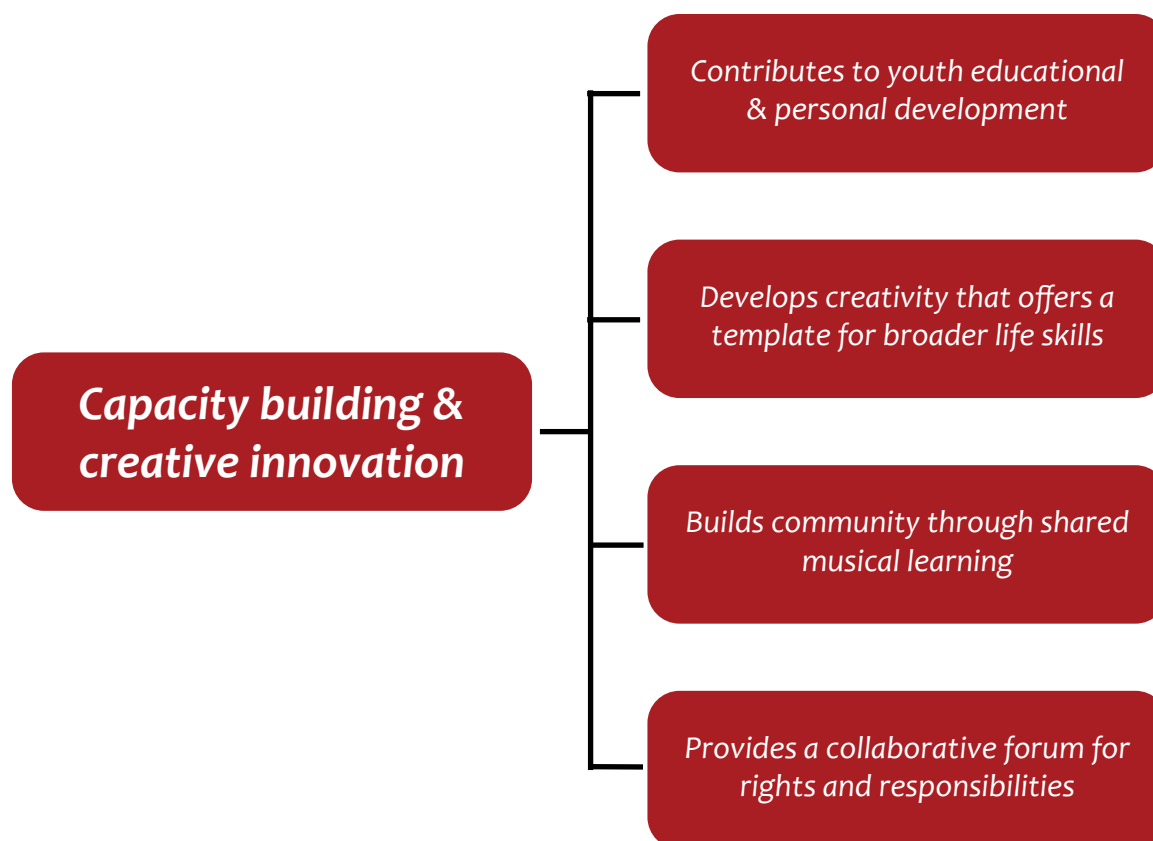 Contributes to youth educational
& personal development
Develops creativity that offers a
template for broader life skills
Capacity building &
creative innovation
Builds community through shared
musical learning
Provides a collaborative forum for
rights and responsibilities